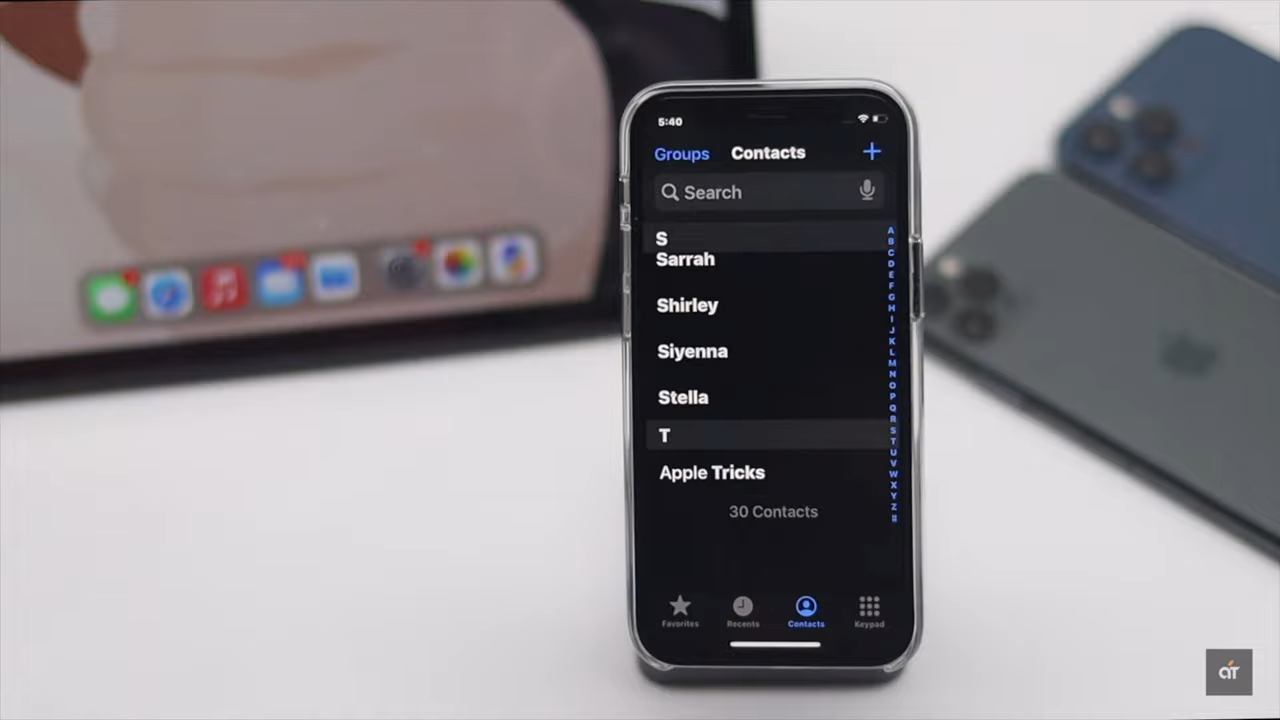 5:40
Groups Contacts +
Search
S
Sarrah
Shirley
Siyenna
Stella
T
Apple Tricks
30 Contacts
A
B
C
D
E
F
G
H
I
J
K
L
M
N
O
P
Q
R
S
T
U
V
W
X
Y
Z
#
Favorites Recents Contacts Keypad
aT